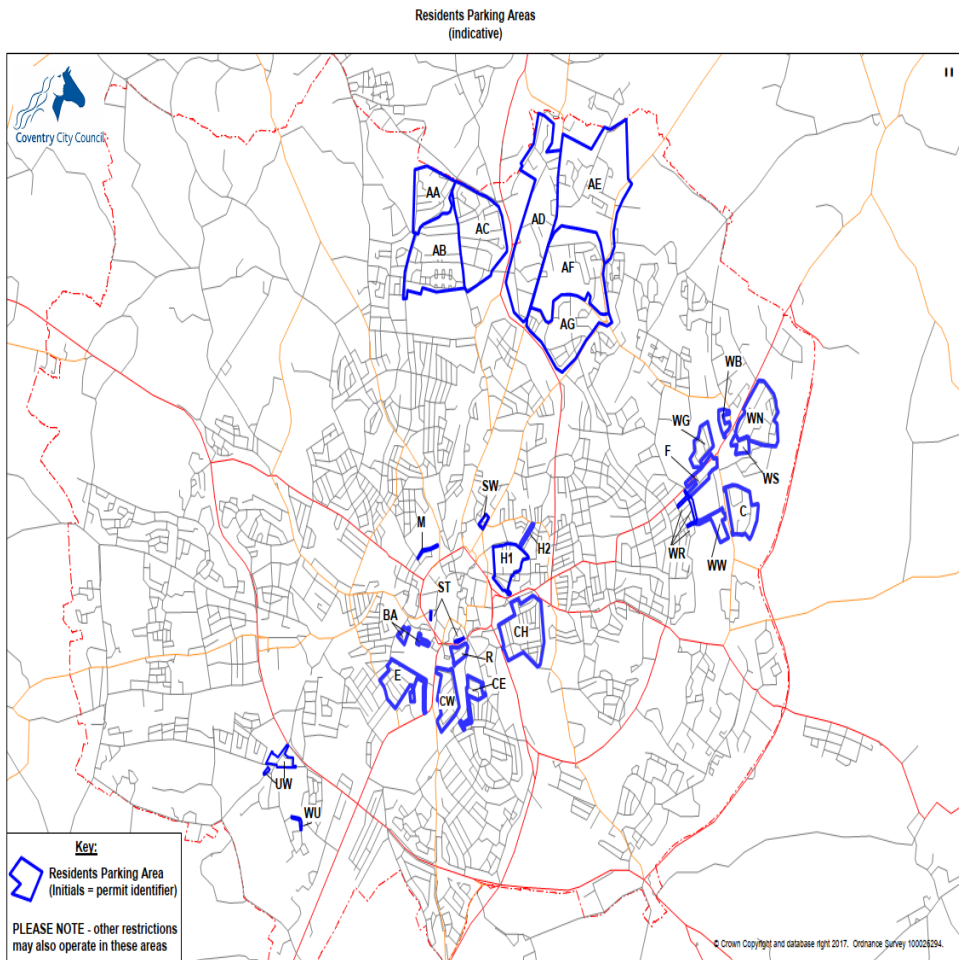 Residents Parking Areas
(indicative)
Coventry City Council
AA
AE
AC
AD
AB
AF
AG
WB
WG
WN
F
WS
SW
C
M
H2
H1
WR
WW
ST
BA
CH
R
E
CE
CW
UW
WU
Key:
Residents Parking Area
(Initials = permit identifier)
PLEASE NOTE - other restrictions
may also operate in these areas
© Crown Copyright and database right 2017. Ordnance Survey 100026294.